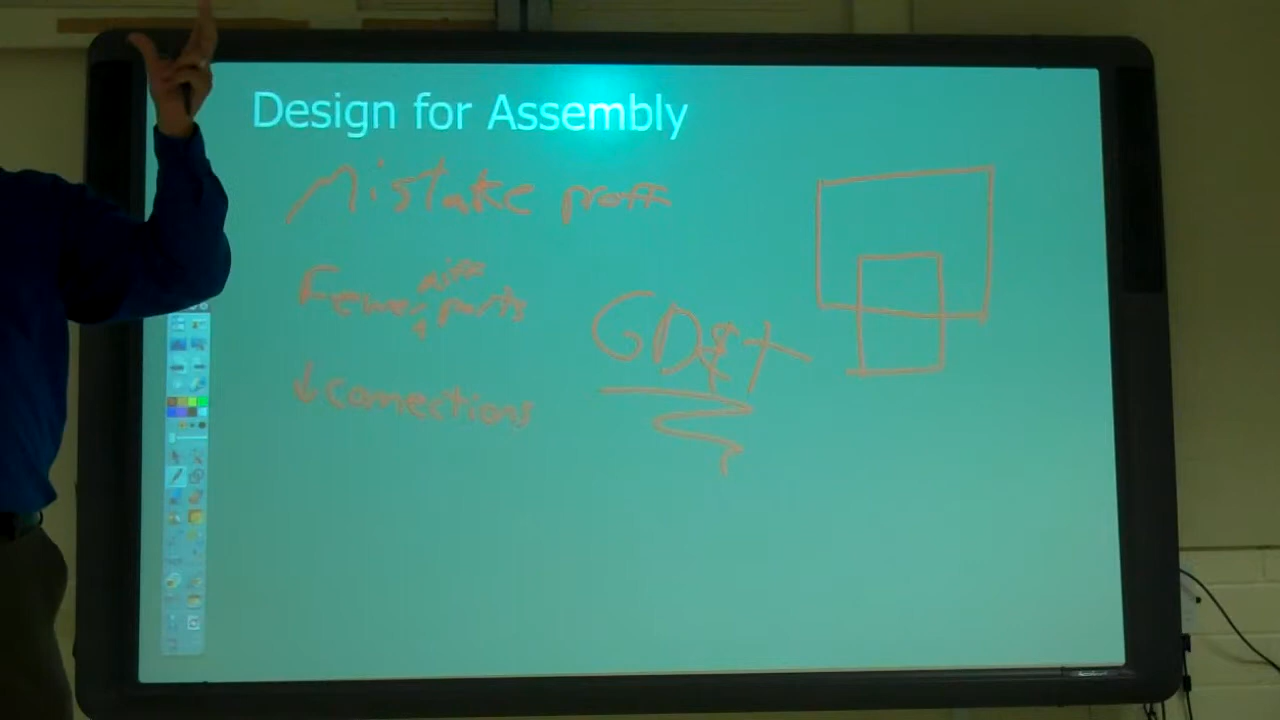 Design for Assembly
Mistake proff
Fewer parts
↓ connections
GD&T